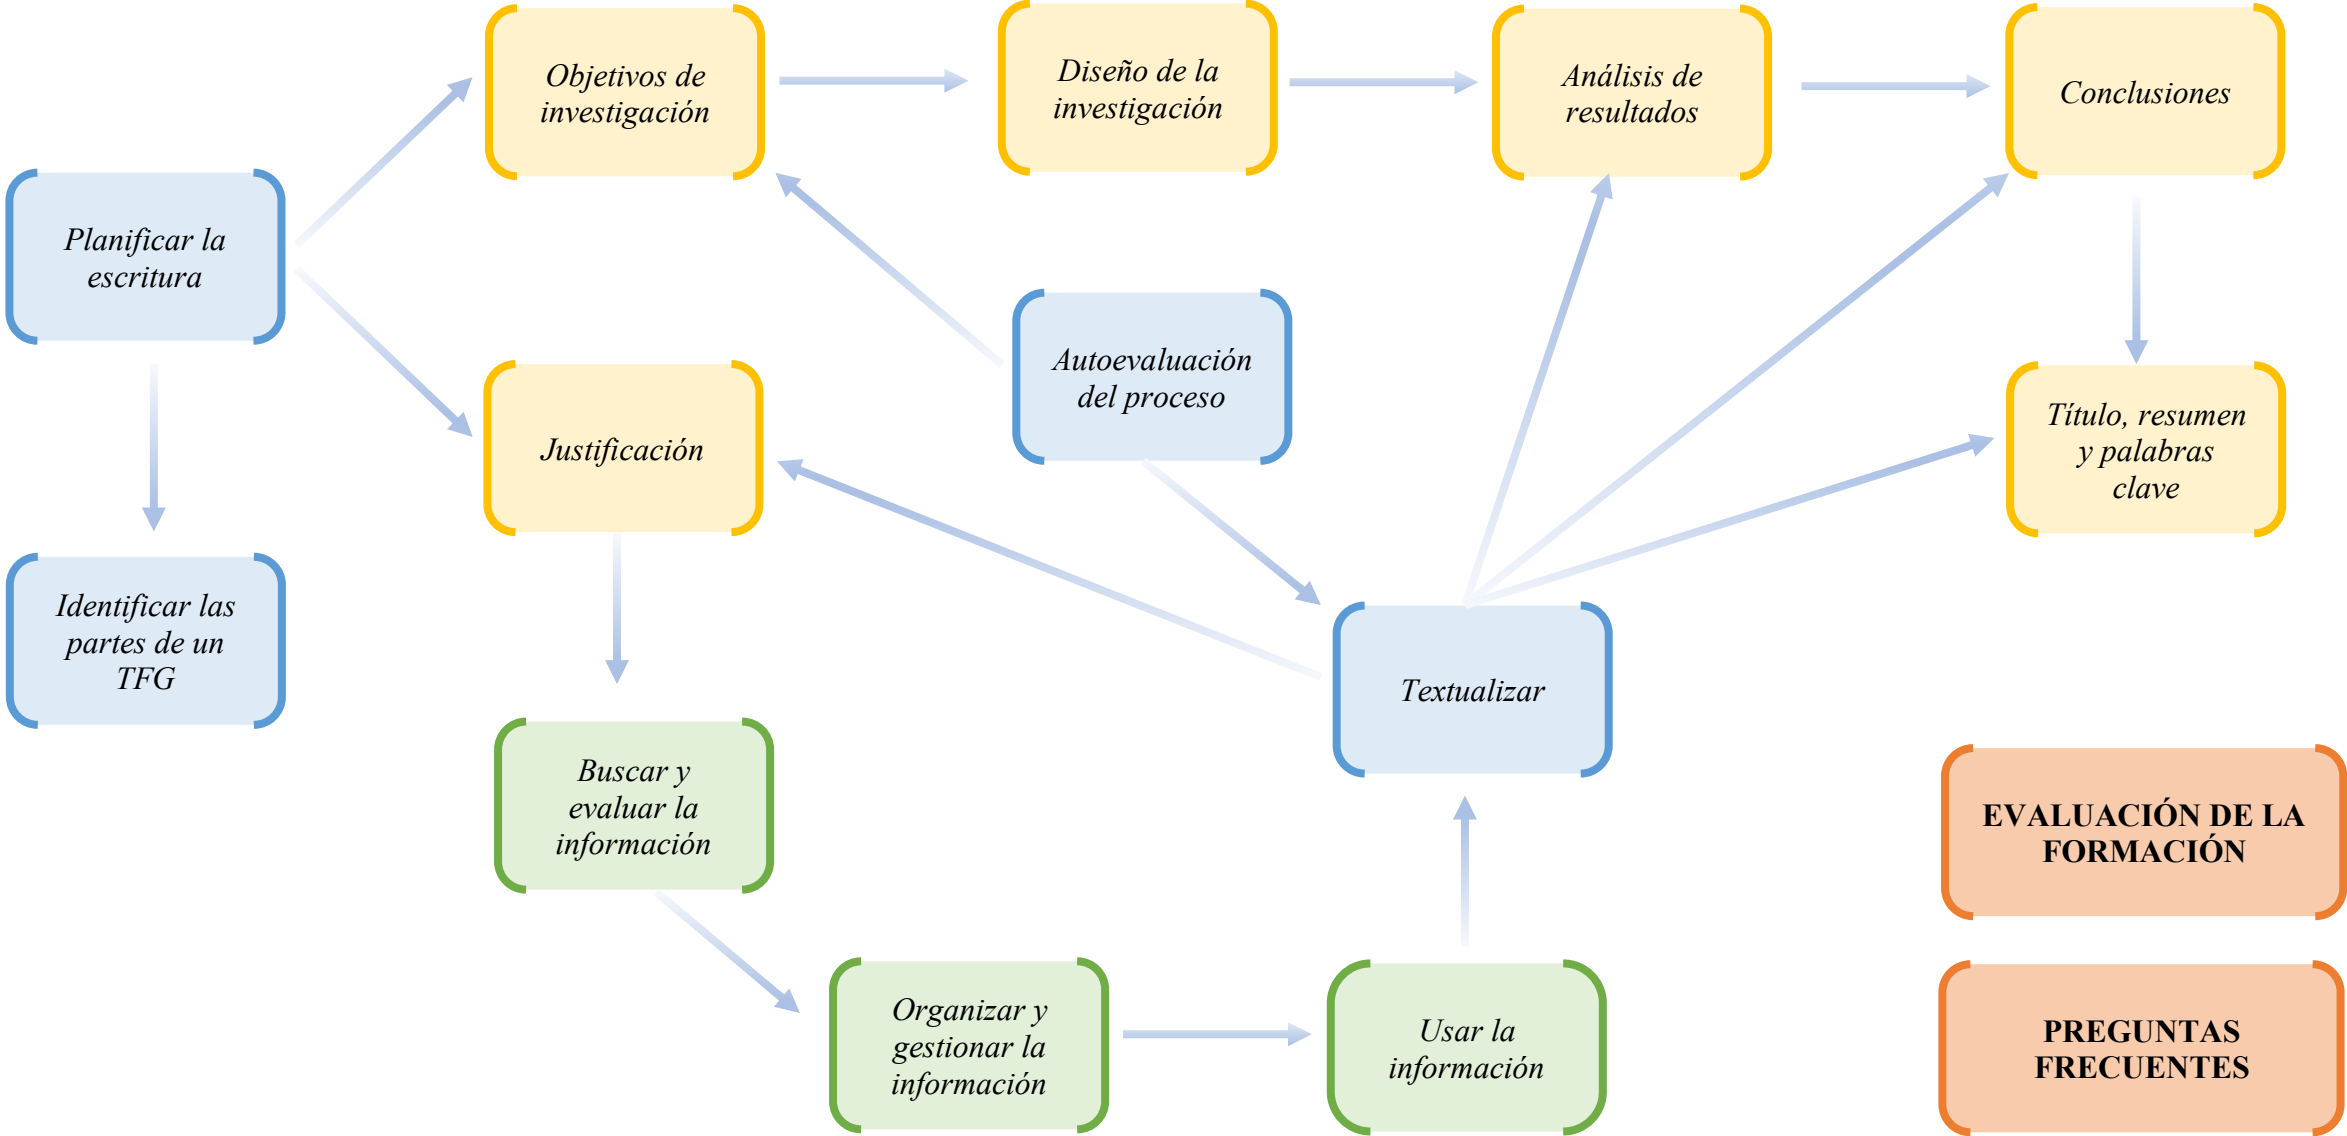 Objetivos de
investigación
Diseño de la
investigación
Análisis de
resultados
Conclusiones
Planificar la
escritura
Autoevaluación
del proceso
Justificación
Título, resumen
y palabras
clave
Identificar las
partes de un
TFG
Textualizar
Buscar y
evaluar la
información
EVALUACIÓN DE LA
FORMACIÓN
Organizar y
gestionar la
información
Usar la
información
PREGUNTAS
FRECUENTES